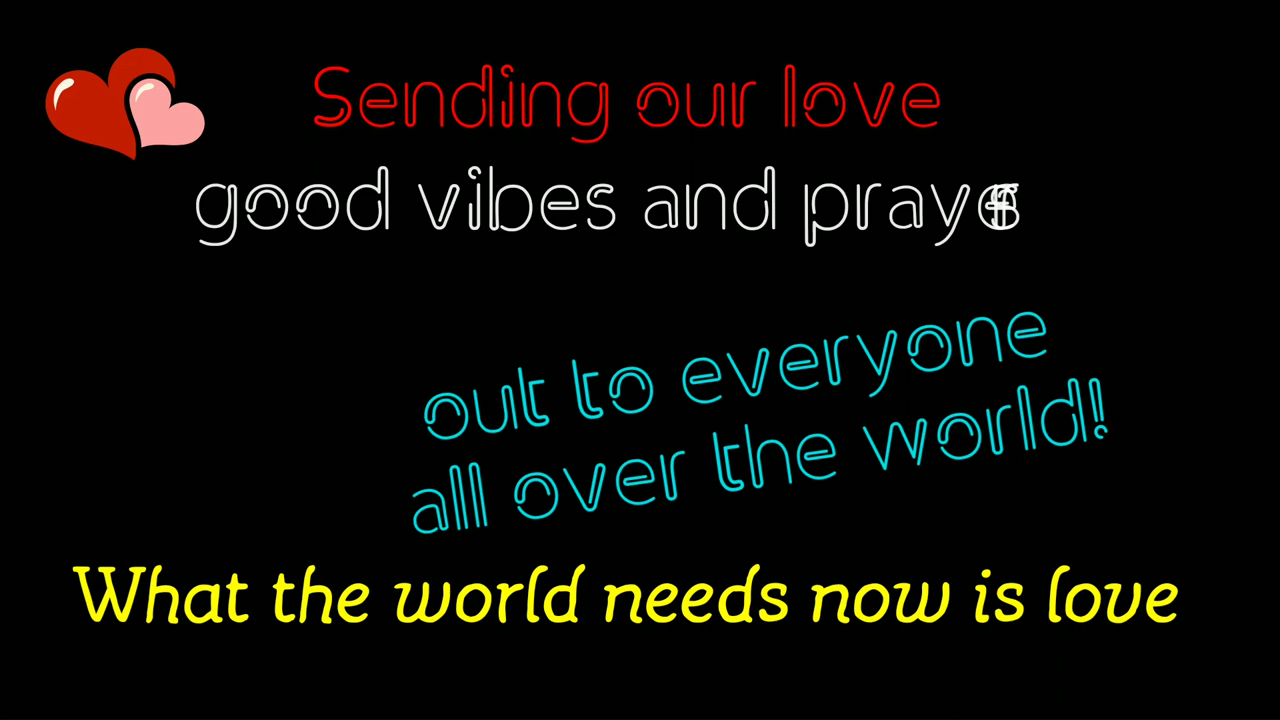 Sending our love
good vibes and
out to everyone
all over the world!
What the world needs now is love